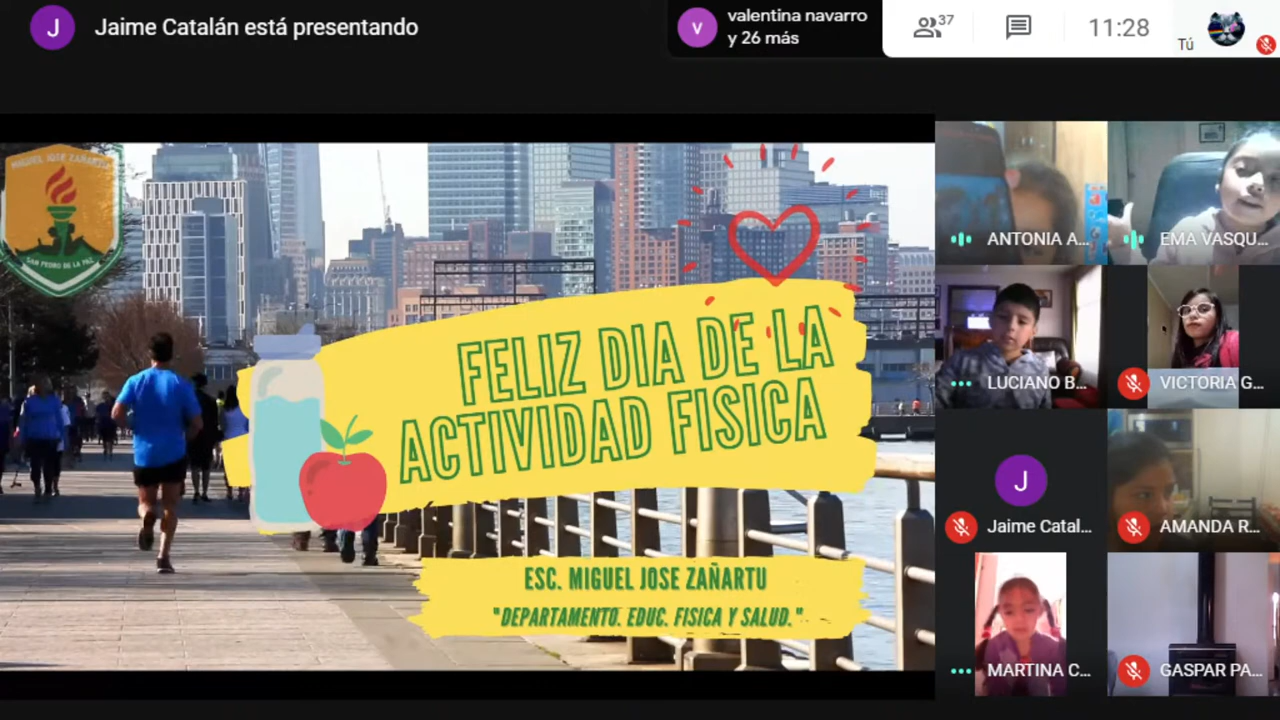 J
Jaime Catalán está presentando
v
valentina navarro
y 26 más
37
11:28
Tú
MIGUEL JOSE ZAÑARTU
SAN PEDRO DE LA PAZ
FELIZ DIA DE LA
ACTIVIDAD FISICA
ESC. MIGUEL JOSE ZAÑARTU
"DEPARTAMENTO. EDUC. FISICA Y SALUD."
ANTONIA A...
EMA VASQU...
LUCIANO B...
VICTORIA G...
J
Jaime Catal...
AMANDA R...
MARTINA C...
GASPAR PA...